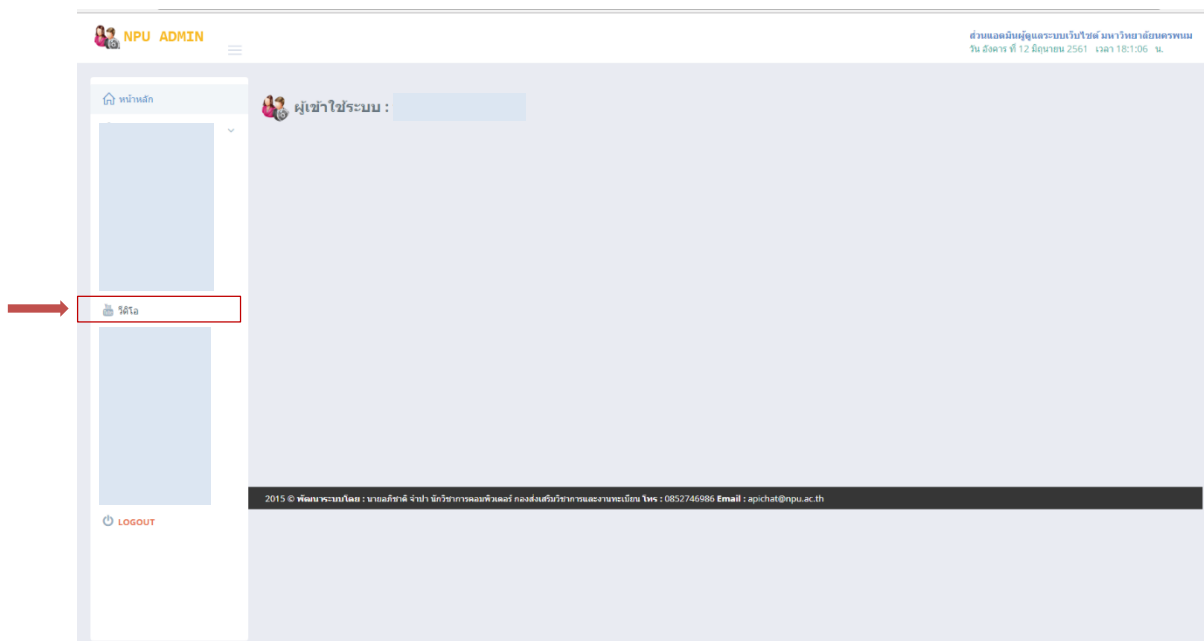 NPU ADMIN
ส่วนแอดมินผู้ดูแลระบบเว็บไซต์ มหาวิทยาลัยนครพนม
วัน อังคาร ที่ 12 มิถุนายน 2561 เวลา 18:1:06 น.
หน้าหลัก
ผู้เข้าใช้ระบบ :
วีดีโอ
2015 © พัฒนาระบบโดย : นายอภิชาติ จำปา นักวิชาการคอมพิวเตอร์ กองส่งเสริมวิชาการและงานทะเบียน โทร : 0852746986 Email : apichat@npu.ac.th
LOGOUT